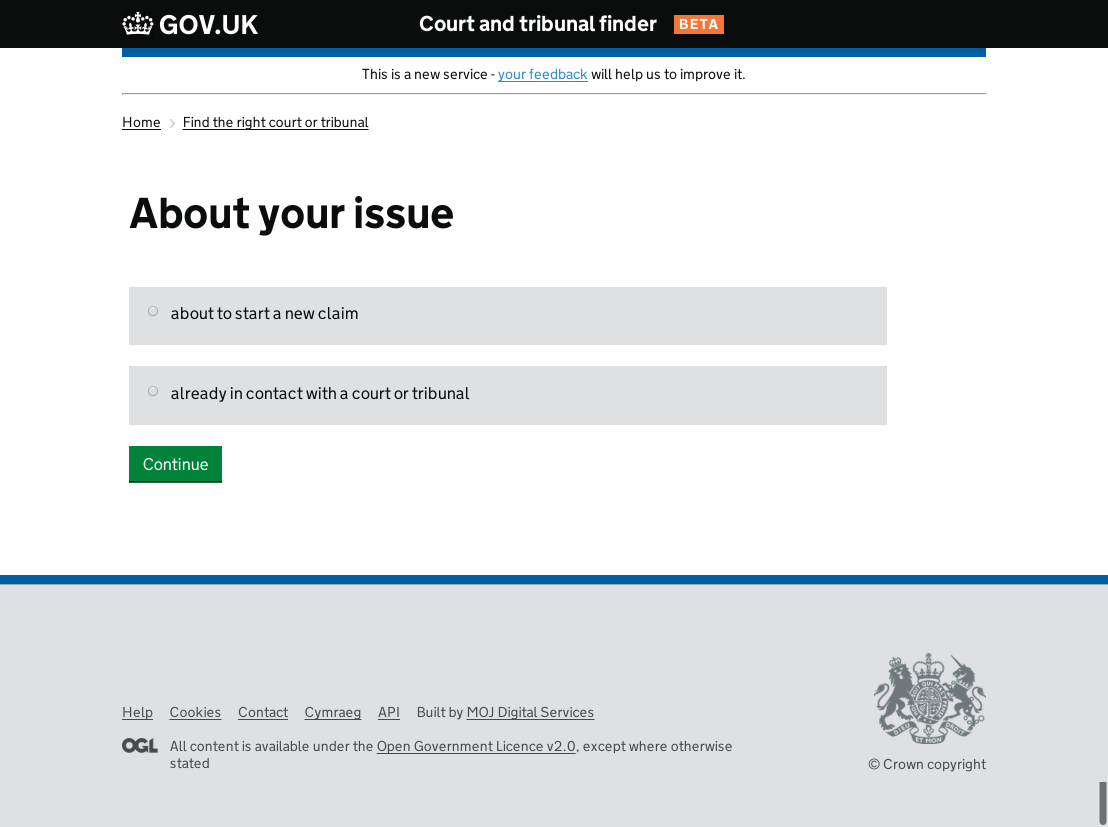 GOV.UK Court and tribunal finder BETA
This is a new service - your feedback will help us to improve it.
Home Find the right court or tribunal
About your issue
about to start a new claim
already in contact with a court or tribunal
Continue
Help Cookies Contact Cymraeg API Built by MOJ Digital Services
OGL All content is available under the Open Government Licence v2.0, except where otherwise
stated
© Crown copyright